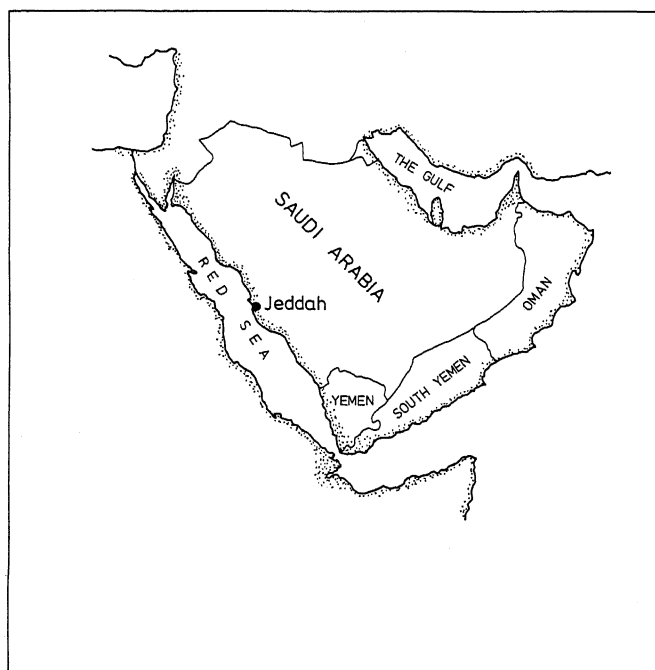 THE GULF
SAUDI ARABIA
RED SEA
Jeddah
OMAN
YEMEN
SOUTH YEMEN